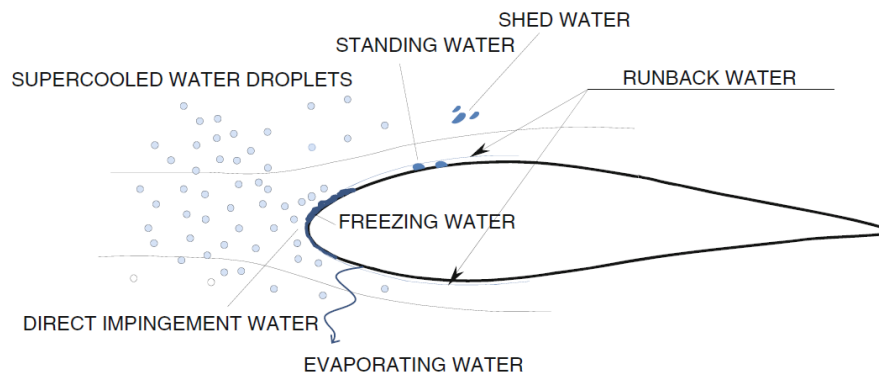 SHED WATER
STANDING WATER
SUPERCOOLED WATER DROPLETS
RUNBACK WATER
FREEZING WATER
DIRECT IMPINGEMENT WATER
EVAPORATING WATER